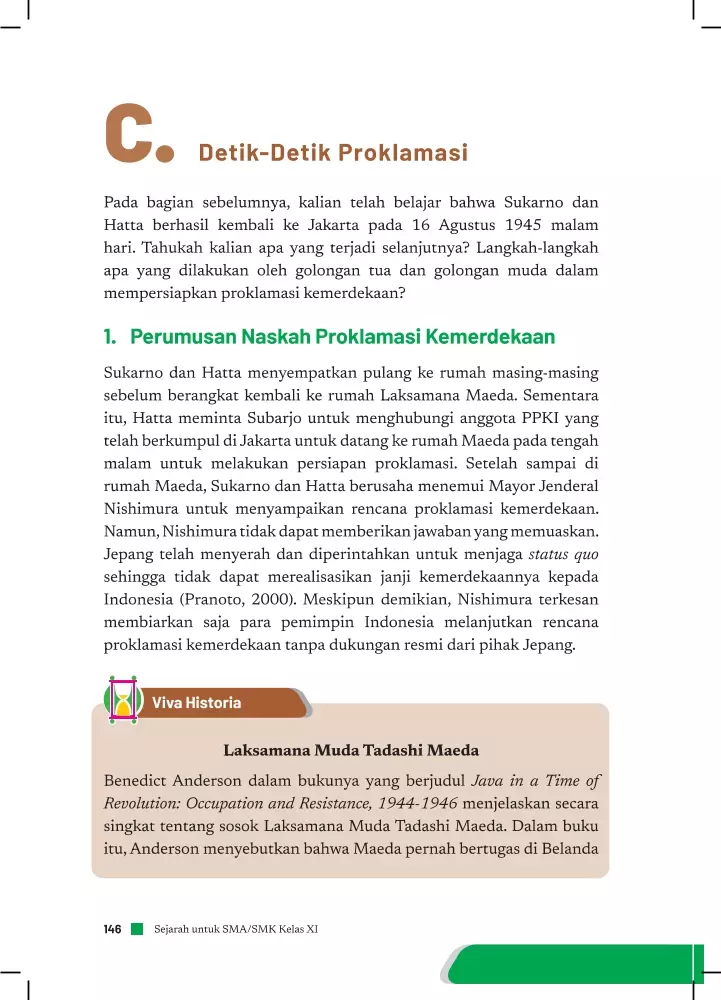 C. Detik-Detik Proklamasi
Pada bagian sebelumnya, kalian telah belajar bahwa Sukarno dan
Hatta berhasil kembali ke Jakarta pada 16 Agustus 1945 malam
hari. Tahukah kalian apa yang terjadi selanjutnya? Langkah-langkah
apa yang dilakukan oleh golongan tua dan golongan muda dalam
mempersiapkan proklamasi kemerdekaan?
1. Perumusan Naskah Proklamasi Kemerdekaan
Sukarno dan Hatta menyempatkan pulang ke rumah masing-masing
sebelum berangkat kembali ke rumah Laksamana Maeda. Sementara
itu, Hatta meminta Subarjo untuk menghubungi anggota PPKI yang
telah berkumpul di Jakarta untuk datang ke rumah Maeda pada tengah
malam untuk melakukan persiapan proklamasi. Setelah sampai di
rumah Maeda, Sukarno dan Hatta berusaha menemui Mayor Jenderal
Nishimura untuk menyampaikan rencana proklamasi kemerdekaan.
Namun, Nishimura tidak dapat memberikan jawaban yang memuaskan.
Jepang telah menyerah dan diperintahkan untuk menjaga status quo
sehingga tidak dapat merealisasikan janji kemerdekaannya kepada
Indonesia (Pranoto, 2000). Meskipun demikian, Nishimura terkesan
membiarkan saja para pemimpin Indonesia melanjutkan rencana
proklamasi kemerdekaan tanpa dukungan resmi dari pihak Jepang.
Viva Historia
Laksamana Muda Tadashi Maeda
Benedict Anderson dalam bukunya yang berjudul Java in a Time of
Revolution: Occupation and Resistance, 1944-1946 menjelaskan secara
singkat tentang sosok Laksamana Muda Tadashi Maeda. Dalam buku
itu, Anderson menyebutkan bahwa Maeda pernah bertugas di Belanda
146 Sejarah untuk SMA/SMK Kelas XI